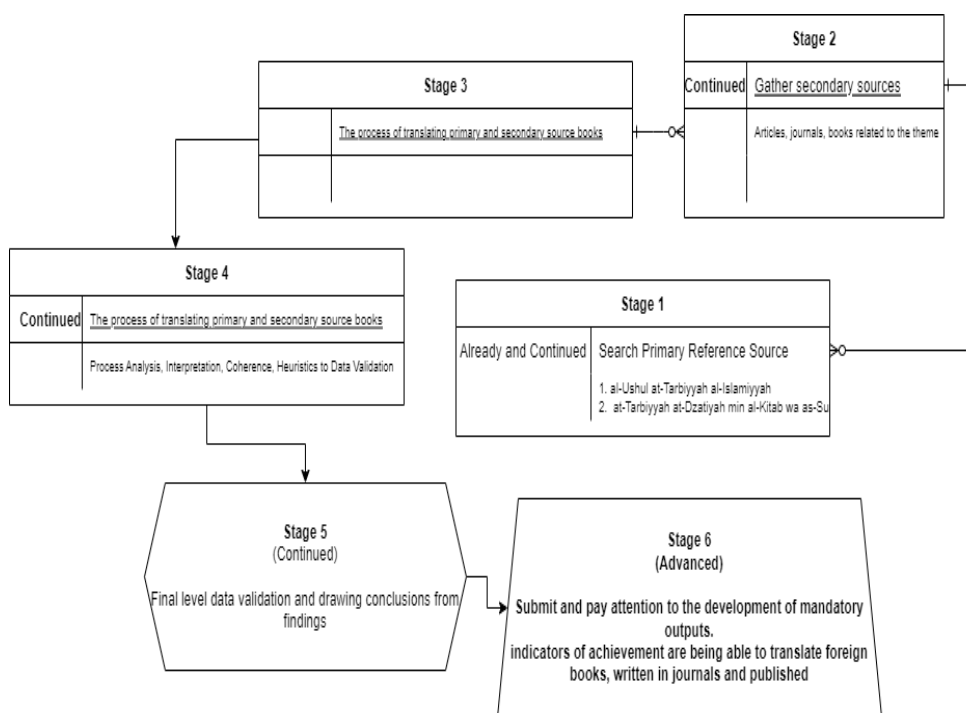 Stage 2
Continued
Gather secondary sources
Articles, journals, books related to the theme
Stage 3
The process of translating primary and secondary source books
Stage 4
Continued
The process of translating primary and secondary source books
Process Analysis, Interpretation, Coherence, Heuristics to Data Validation
Stage 1
Already and Continued
Search Primary Reference Source
1. al-Ushul at-Tarbiyyah al-Islamiyyah
2. at-Tarbiyyah at-Dzatiyah min al-Kitab wa as-Su
Stage 5
(Continued)
Final level data validation and drawing conclusions from
findings
Stage 6
(Advanced)
Submit and pay attention to the development of mandatory
outputs.
indicators of achievement are being able to translate foreign
books, written in journals and published